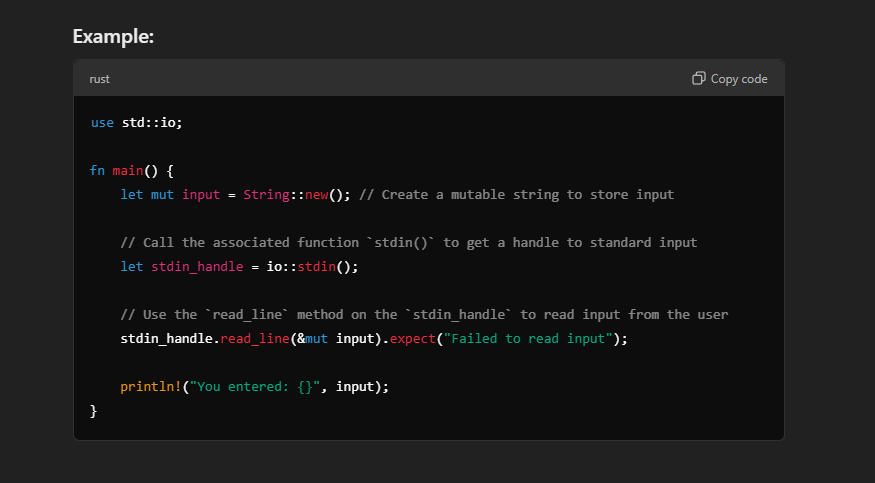 Example:
rust
Copy code
use std::io;
fn main() {
    let mut input = String::new(); // Create a mutable string to store input
    // Call the associated function `stdin()` to get a handle to standard input
    let stdin_handle = io::stdin();
    // Use the `read_line` method on the `stdin_handle` to read input from the user
    stdin_handle.read_line(&mut input).expect("Failed to read input");
    println!("You entered: {}", input);
}